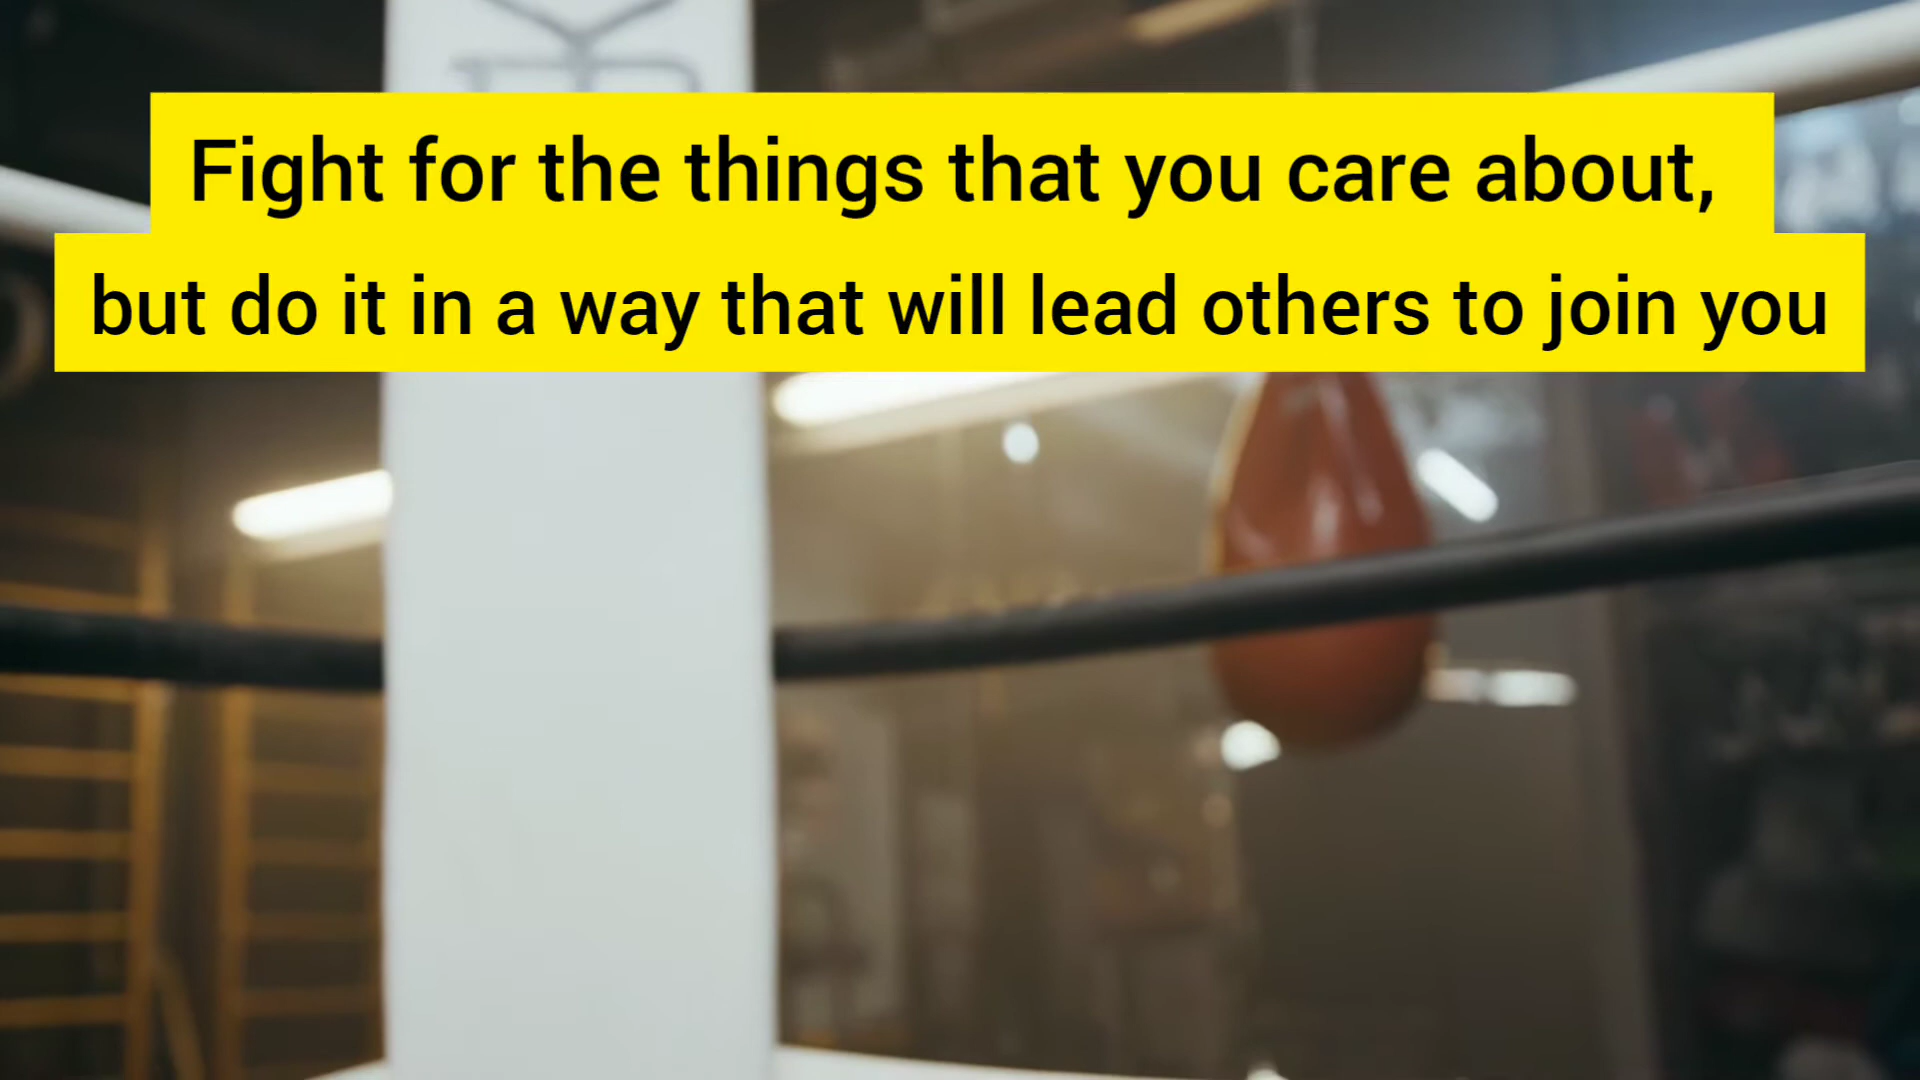 Fight for the things that you care about,
but do it in a way that will lead others to join you